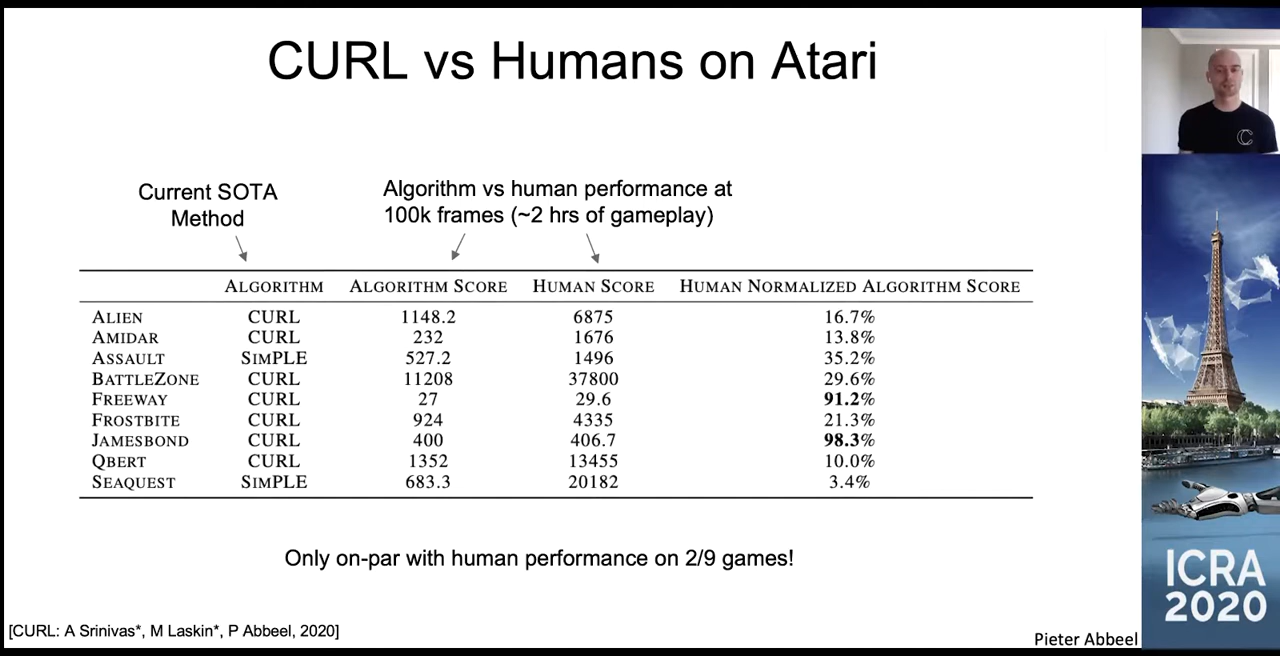 CURL vs Humans on Atari
Current SOTA
Method
Algorithm vs human performance at
100k frames (~2 hrs of gameplay)
ALGORITHM ALGORITHM SCORE HUMAN SCORE HUMAN NORMALIZED ALGORITHM SCORE
ALIEN CURL 1148.2 6875 16.7%
AMIDAR CURL 232 1676 13.8%
ASSAULT SIMPLE 527.2 1496 35.2%
BATTLEZONE CURL 11208 37800 29.6%
FREEWAY CURL 27 29.6 91.2%
FROSTBITE CURL 924 4335 21.3%
JAMESBOND CURL 400 406.7 98.3%
QBERT CURL 1352 13455 10.0%
SEAQUEST SIMPLE 683.3 20182 3.4%
Only on-par with human performance on 2/9 games!
[CURL: A Srinivas*, M Laskin*, P Abbeel, 2020]
Pieter Abbeel
ICRA
2020